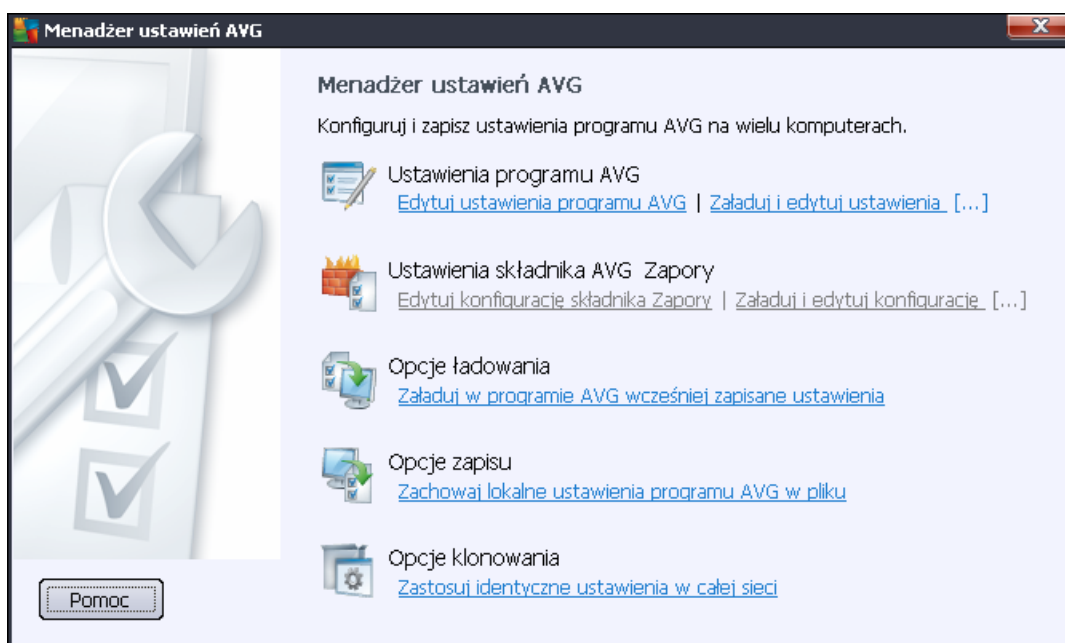 Menadżer ustawień AVG
Menadżer ustawień AVG
Konfiguruj i zapisz ustawienia programu AVG na wielu komputerach.
Ustawienia programu AVG
Edytuj ustawienia programu AVG | Załaduj i edytuj ustawienia [...]
Ustawienia składnika AVG Zapory
Edytuj konfigurację składnika Zapory | Załaduj i edytuj konfigurację [...]
Opcje ładowania
Załaduj w programie AVG wcześniej zapisane ustawienia
Opcje zapisu
Zachowaj lokalne ustawienia programu AVG w pliku
Opcje klonowania
Zastosuj identyczne ustawienia w całej sieci
Pomoc